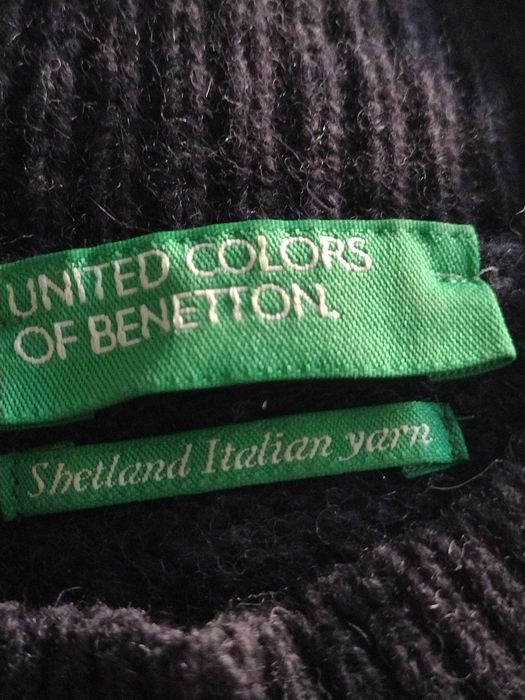 UNITED COLORS
OF BENETTON.
Shetland Italian yarn